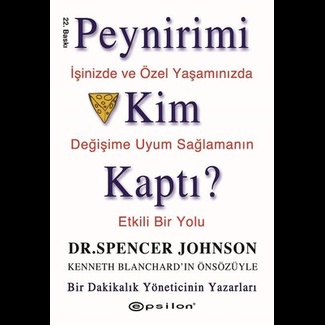 22. Baskı
Peynirimi
İşinizde ve Özel Yaşamınızda
Kim
Değişime Uyum Sağlamanın
Kaptı?
Etkili Bir Yolu
DR.SPENCER JOHNSON
KENNETH BLANCHARD'IN ÖNSÖZÜYLE
Bir Dakikalık Yöneticinin Yazarları
epsilon®